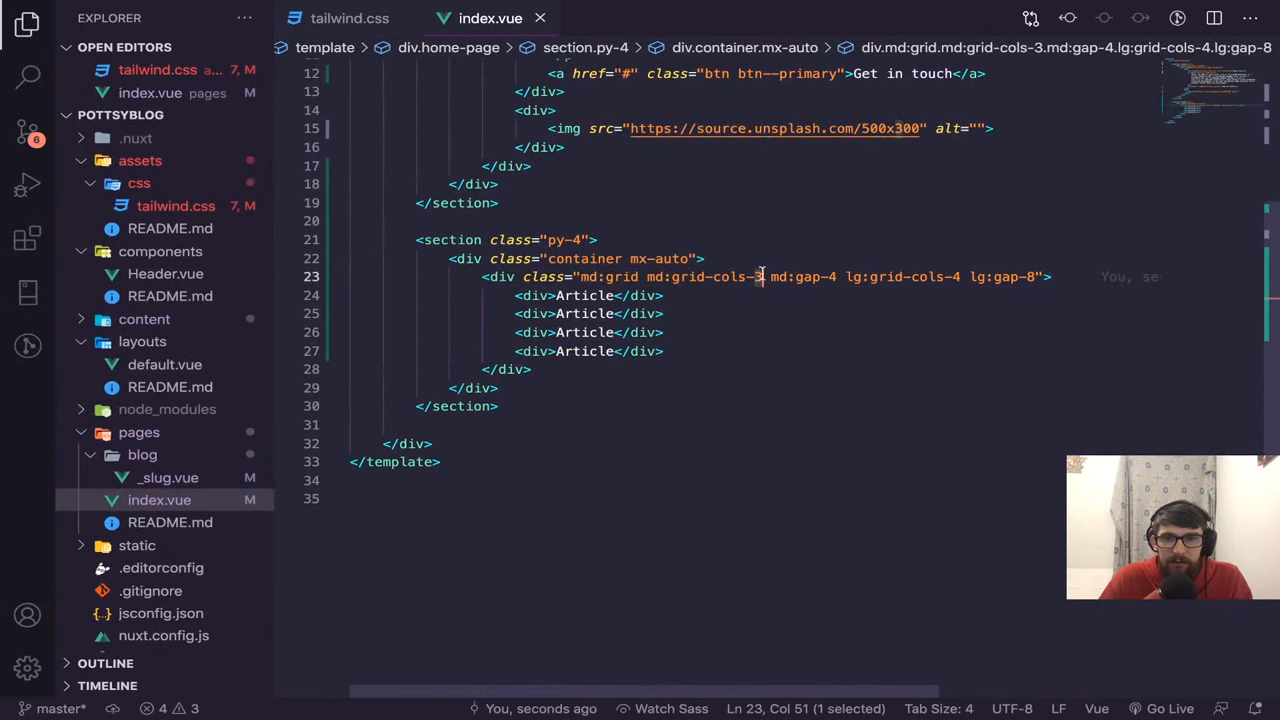 EXPLORER
tailwind.css
index.vue
OPEN EDITORS
template
div.home-page
section.py-4
div.container.mx-auto
div.md:grid.md:grid-cols-3.md:gap-4.lg:grid-cols-4.lg:gap-8
tailwind.css a... 7, M
index.vue pages M
POTTSYBLOG
.nuxt
assets
css
tailwind.css 7, M
README.md
components
Header.vue
README.md
content
layouts
default.vue
README.md
node_modules
pages
blog
_slug.vue M
index.vue M
README.md
static
.editorconfig
.gitignore
jsconfig.json
nuxt.config.js
OUTLINE
TIMELINE
6
12 <a href="#" class="btn btn--primary">Get in touch</a>
13 </div>
14 <div>
15 <img src="https://source.unsplash.com/500x300" alt="">
16 </div>
17 </div>
18 </div>
19 </section>
20
21 <section class="py-4">
22 <div class="container mx-auto">
23 <div class="md:grid md:grid-cols-3 md:gap-4 lg:grid-cols-4 lg:gap-8"> You, se
24 <div>Article</div>
25 <div>Article</div>
26 <div>Article</div>
27 <div>Article</div>
28 </div>
29 </div>
30 </section>
31
32 </div>
33 </template>
34
35
master* 4 3 You, seconds ago Watch Sass Ln 23, Col 51 (1 selected) Tab Size: 4 UTF-8 LF Vue Go Live